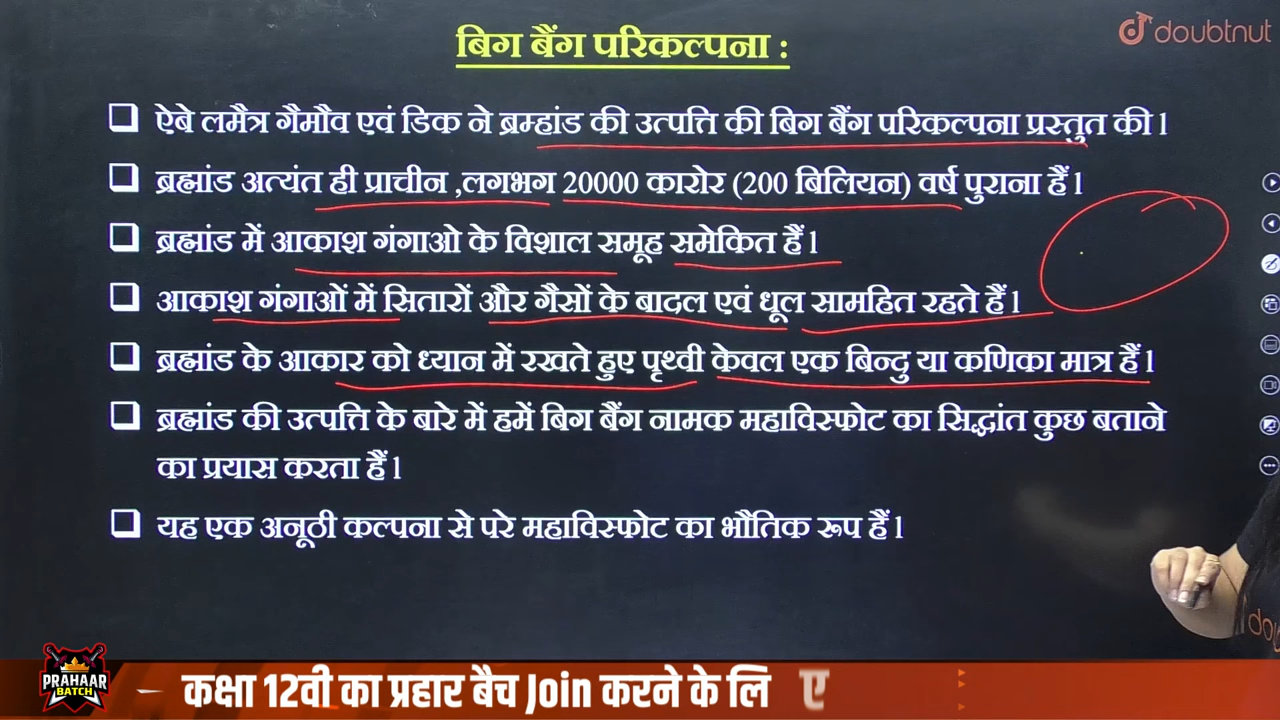 doubtnut
बिग बैंग परिकल्पना :
ऐबे लमैत्र गैमौव एवं डिक ने ब्रम्हांड की उत्पत्ति की बिग बैंग परिकल्पना प्रस्तुत की l
ब्रह्मांड अत्यंत ही प्राचीन ,लगभग 20000 कारोर (200 बिलियन) वर्ष पुराना हैं l
ब्रह्मांड में आकाश गंगाओ के विशाल समूह समेकित हैं l
आकाश गंगाओं में सितारों और गैसों के बादल एवं धूल सामहित रहते हैं l
ब्रह्मांड के आकार को ध्यान में रखते हुए पृथ्वी केवल एक बिन्दु या कणिका मात्र हैं l
ब्रह्मांड की उत्पत्ति के बारे में हमें बिग बैंग नामक महाविस्फोट का सिद्धांत कुछ बताने
का प्रयास करता हैं l
यह एक अनूठी कल्पना से परे महाविस्फोट का भौतिक रूप हैं l
PRAHAAR
BATCH
कक्षा 12वी का प्रहार बैच Join करने के लि ए